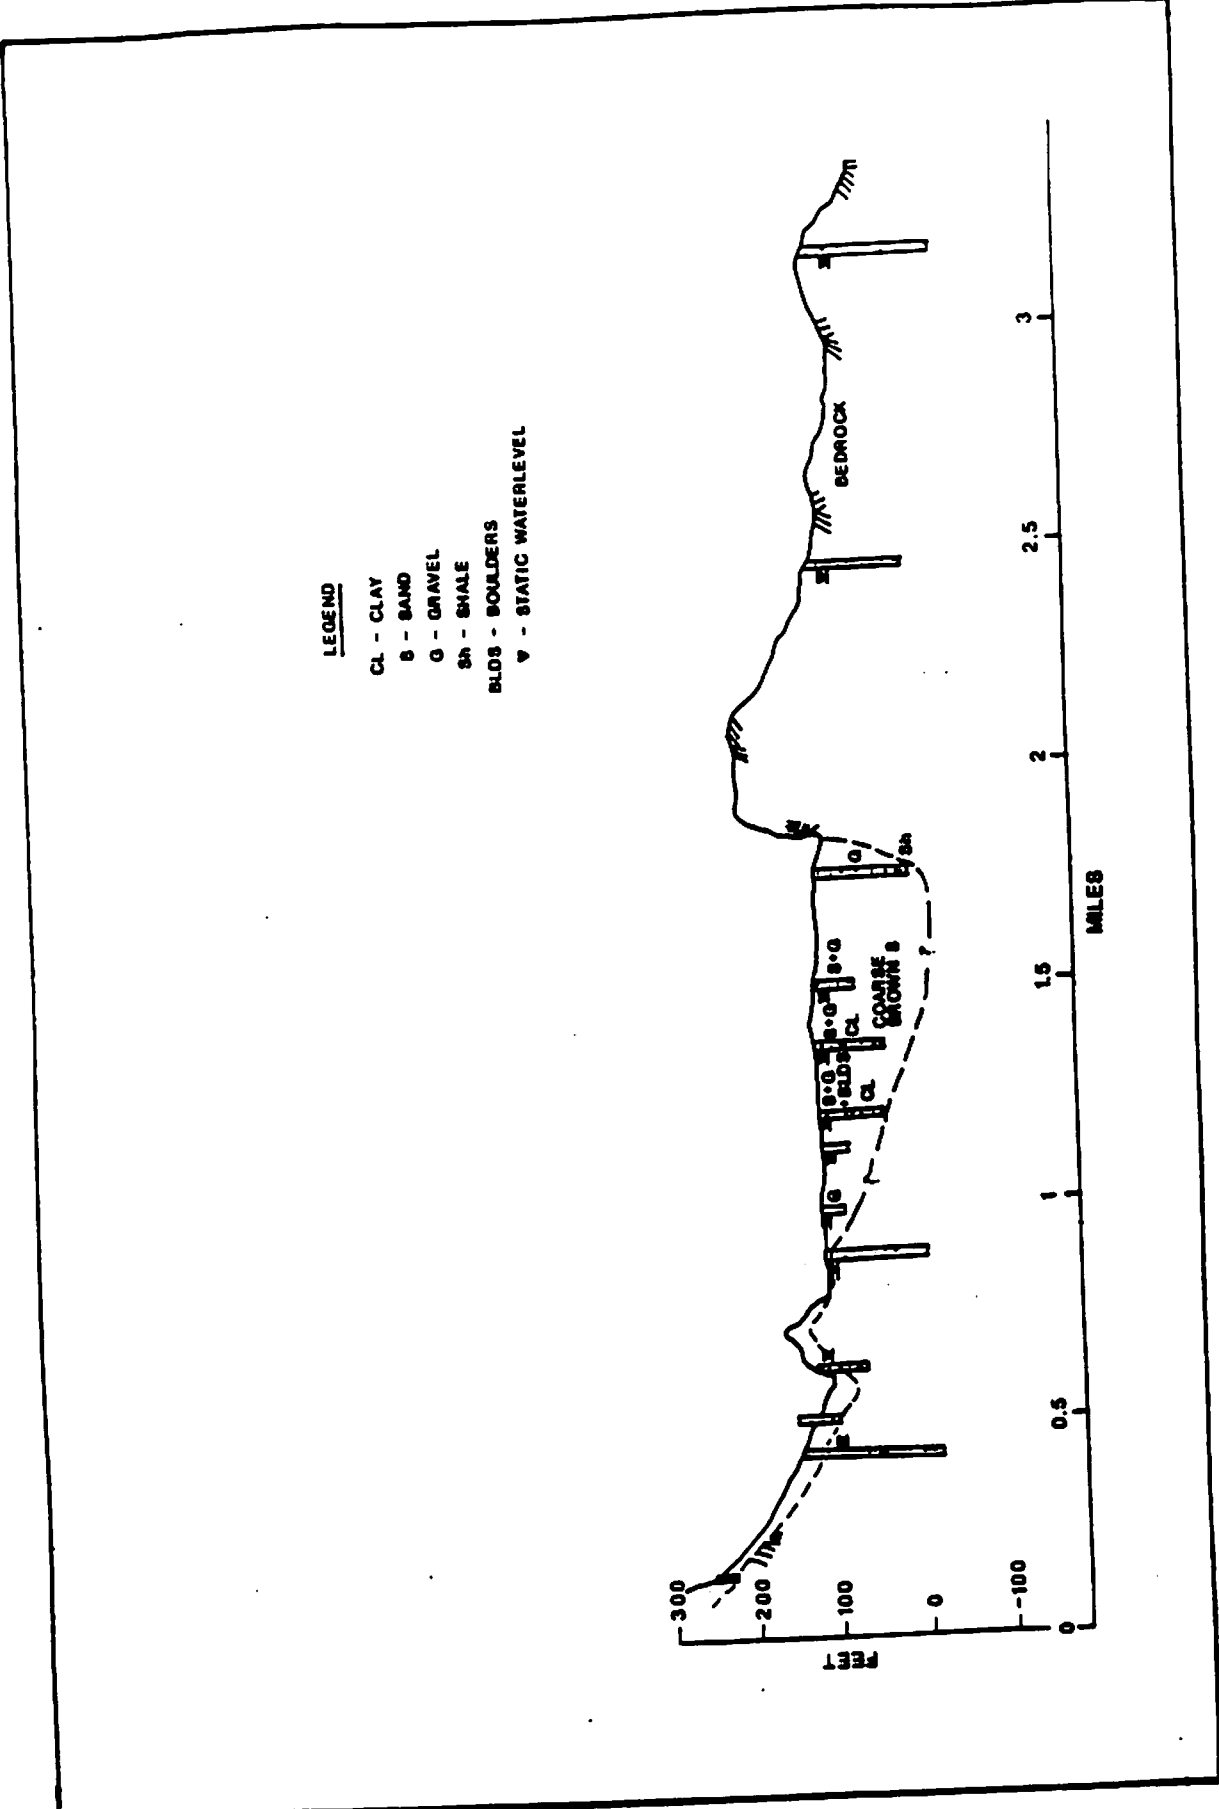 LEGEND
CL - CLAY
S - SAND
G - GRAVEL
Sh - SHALE
BLDS - BOULDERS
▽ - STATIC WATERLEVEL
300
200
100
0
-100
FEET
G
S+G
+BLDS
CL
S+G
CL
S+G
COARSE
BROWN S
?
?
G
Sh
BEDROCK
0
0.5
1
1.5
2
2.5
3
MILES